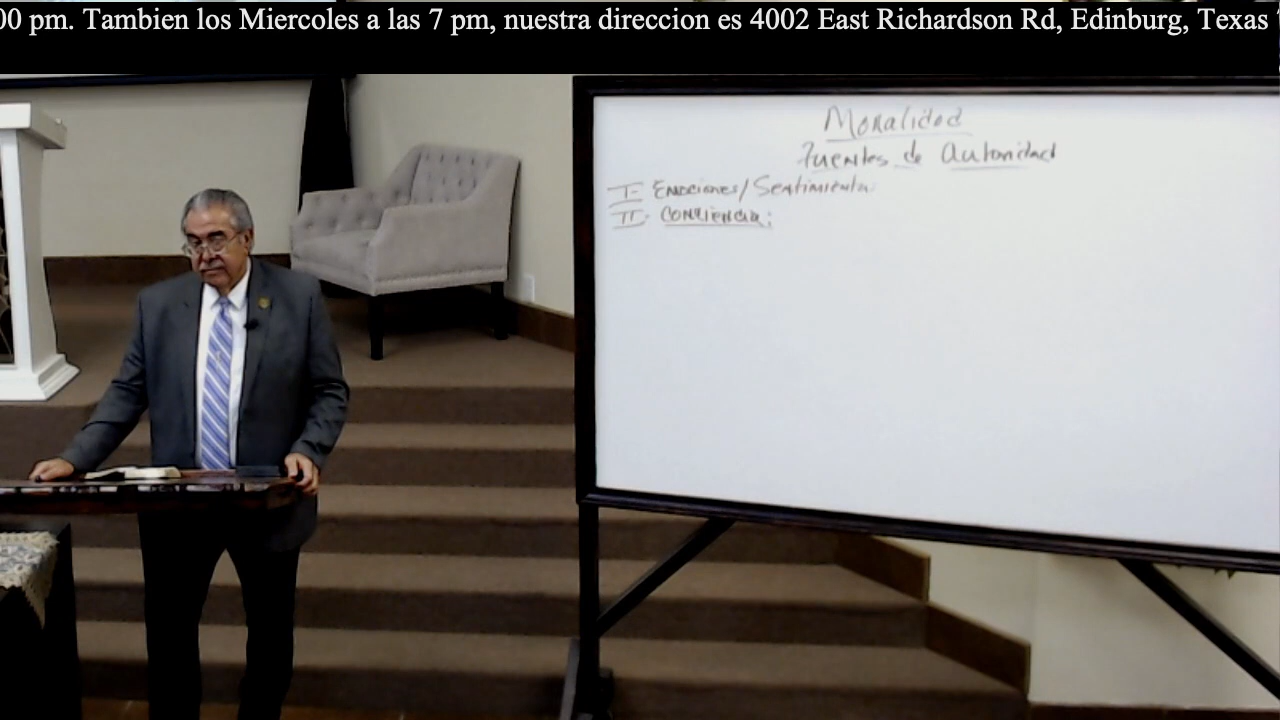 00 pm. Tambien los Miercoles a las 7 pm, nuestra direccion es 4002 East Richardson Rd, Edinburg, Texas
Moralidad
Fuentes de Autoridad
I- Emociones/Sentimientos:
II- Conciencia: